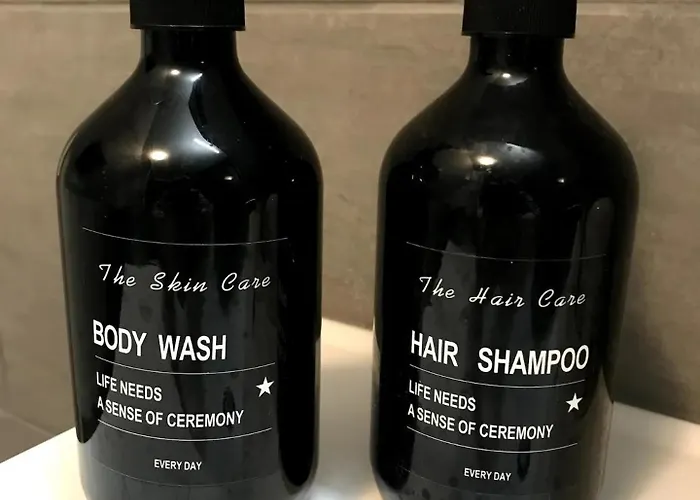 The Skin Care
BODY WASH
LIFE NEEDS
A SENSE OF CEREMONY
EVERY DAY
The Hair Care
HAIR SHAMPOO
LIFE NEEDS
A SENSE OF CEREMONY
EVERY DAY